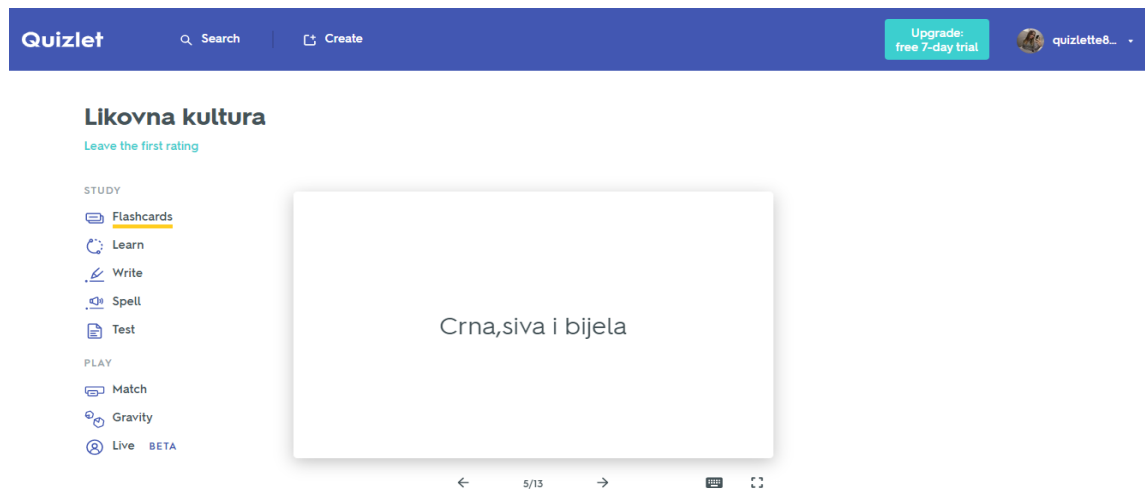 Quizlet
Search
Create
Upgrade:
free 7-day trial
quizlette8...
Likovna kultura
Leave the first rating
STUDY
Flashcards
Learn
Write
Spell
Test
PLAY
Match
Gravity
Live BETA
Crna,siva i bijela
5/13